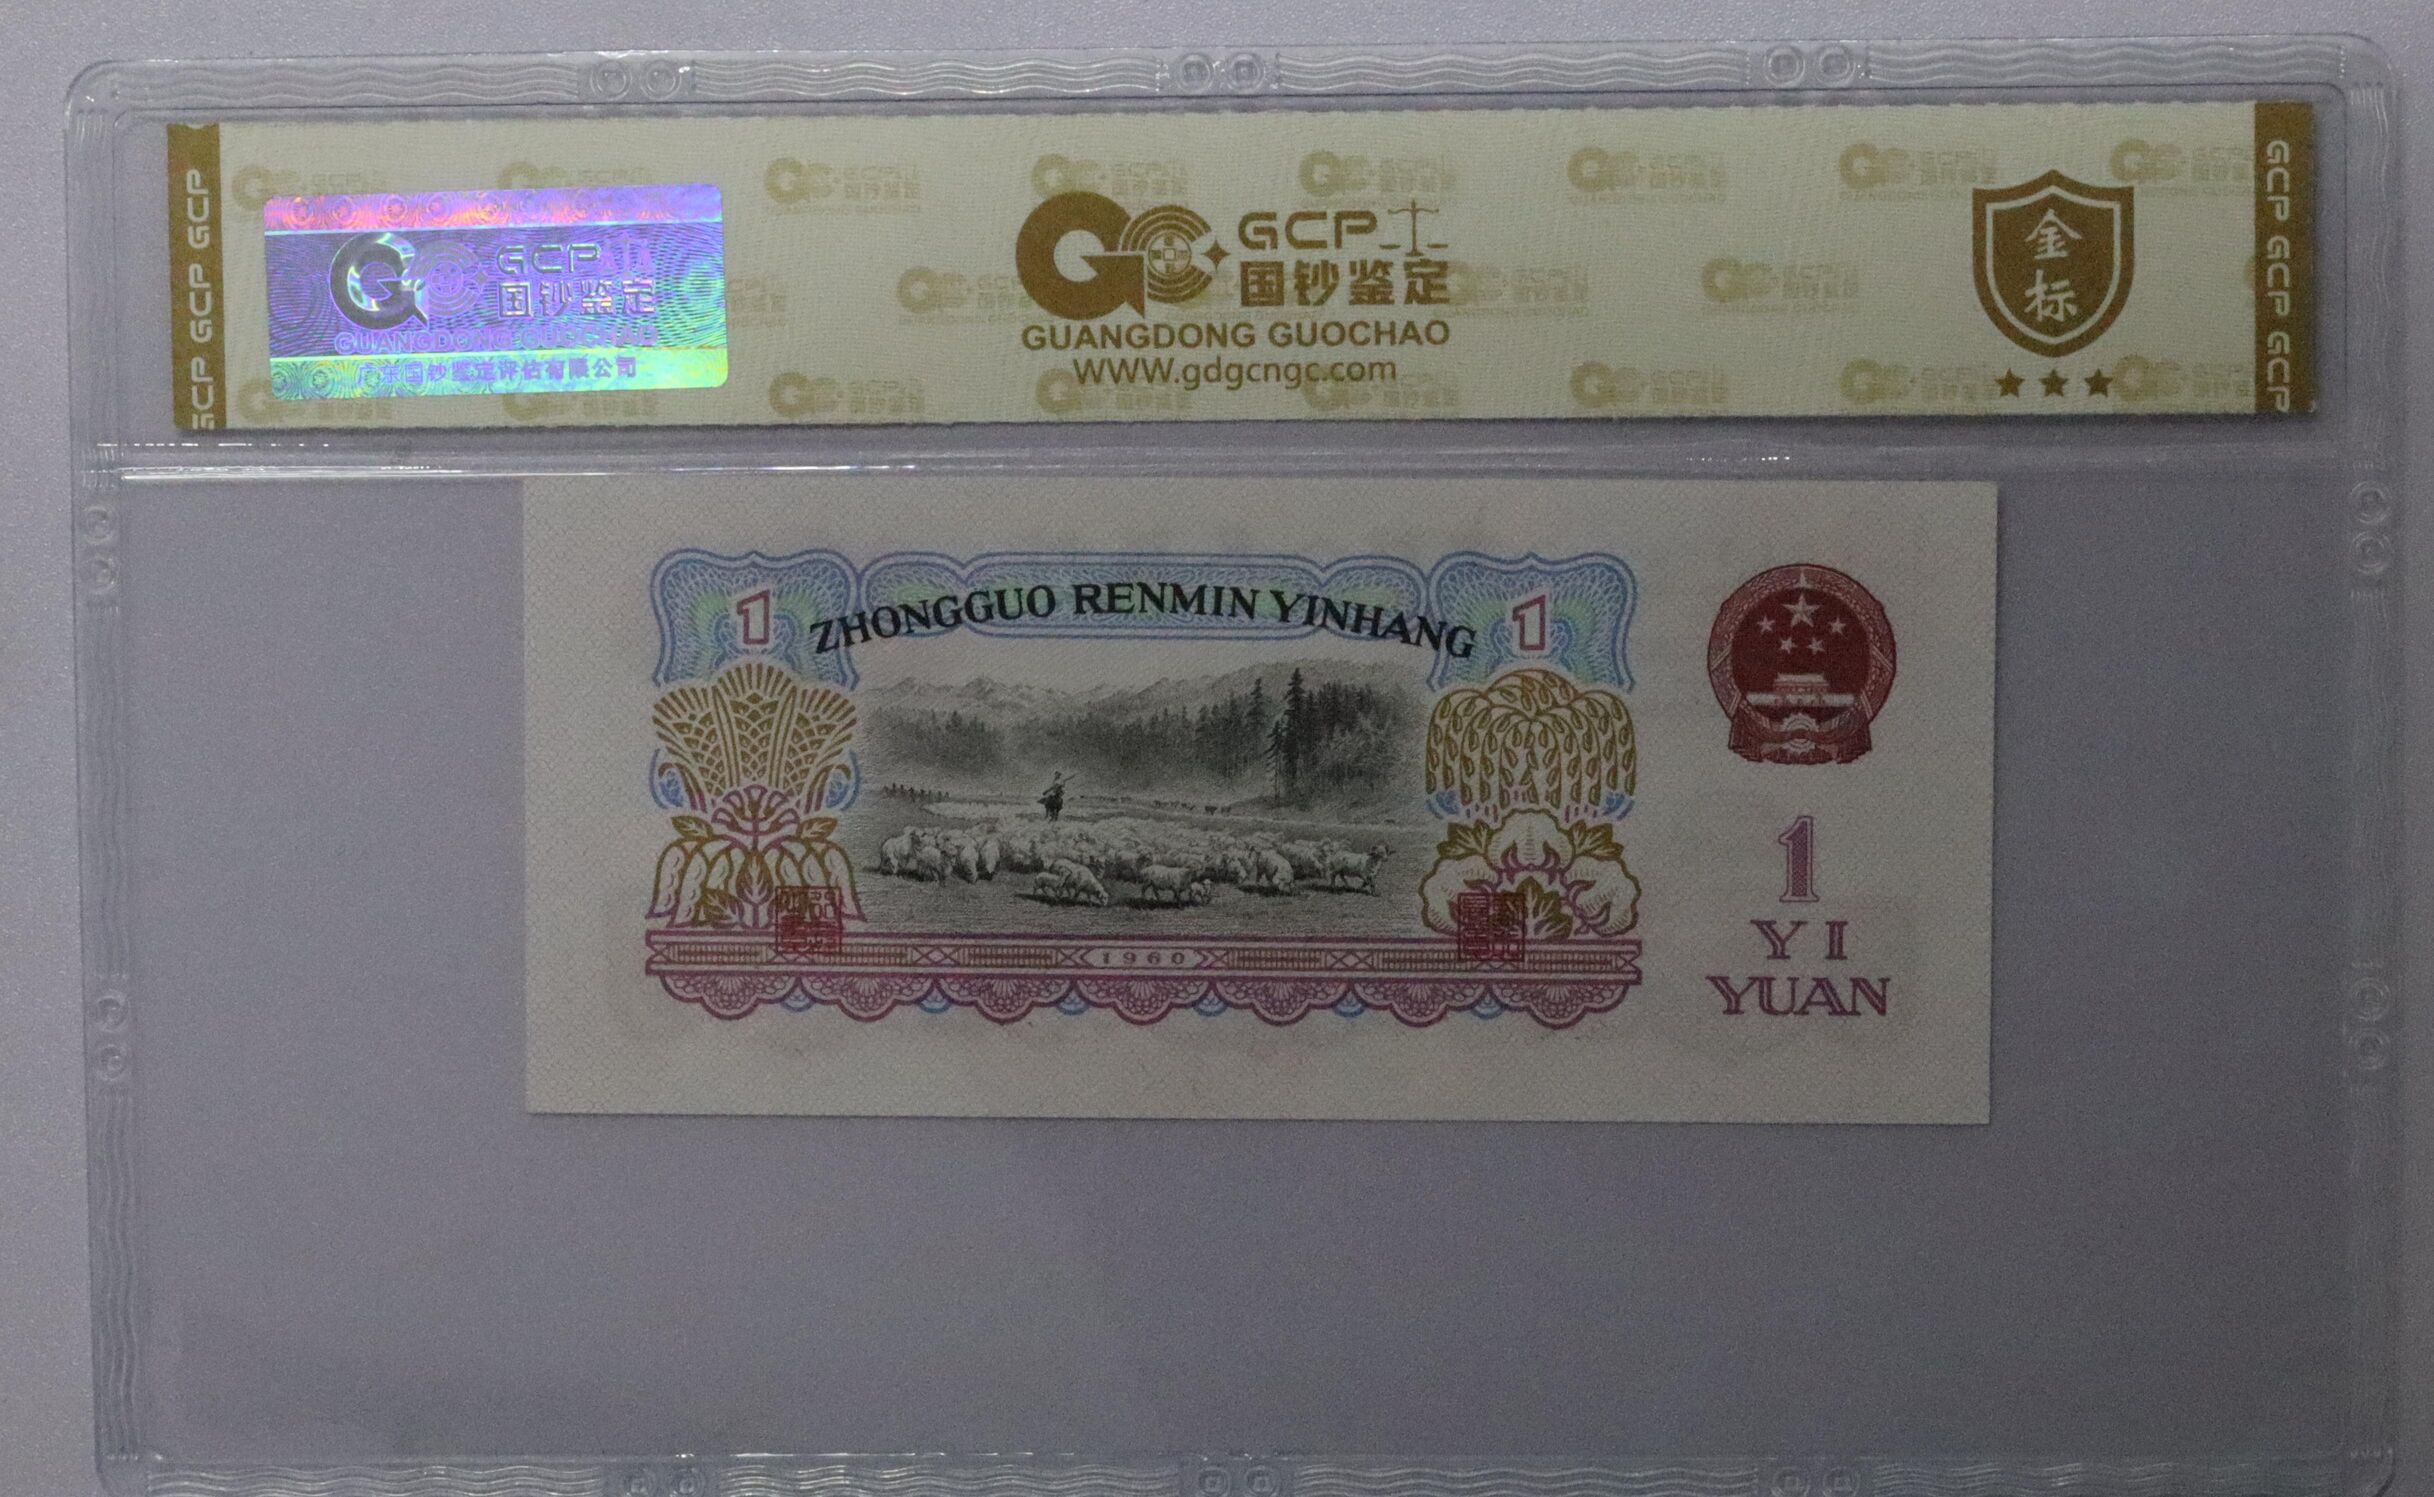 GCP GCP GCP
GCP
国钞鉴定
GUANGDONG GUOCHAO
广东国钞鉴定评估有限公司
GCP
国钞鉴定
GUANGDONG GUOCHAO
WWW.gdgcngc.com
金
标
GCP GCP GCP
ZHONGGUO RENMIN YINHANG
1
1
1960
1
YI
YUAN